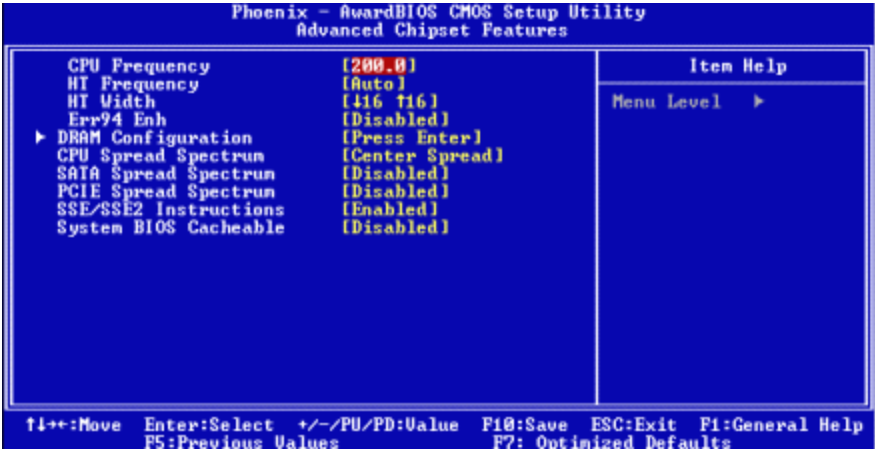 Phoenix - AwardBIOS CMOS Setup Utility
Advanced Chipset Features
CPU Frequency [200.0]
HT Frequency [Auto]
HT Width [↓16 ↑16]
Err94 Enh [Disabled]
► DRAM Configuration [Press Enter]
CPU Spread Spectrum [Center Spread]
SATA Spread Spectrum [Disabled]
PCIE Spread Spectrum [Disabled]
SSE/SSE2 Instructions [Enabled]
System BIOS Cacheable [Disabled]
Item Help
Menu Level ►
↑↓→←:Move Enter:Select +/-/PU/PD:Value F10:Save ESC:Exit F1:General Help
F5:Previous Values F7: Optimized Defaults